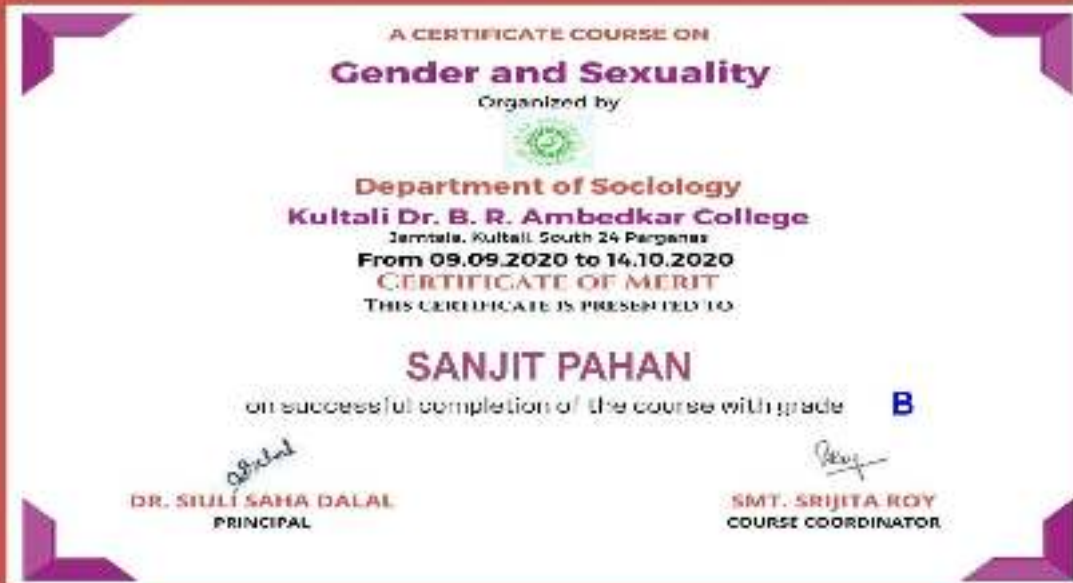 A CERTIFICATE COURSE ON
Gender and Sexuality
Organized by
Department of Sociology
Kultali Dr. B. R. Ambedkar College
Jamtala, Kultali, South 24 Parganas
From 09.09.2020 to 14.10.2020
CERTIFICATE OF MERIT
THIS CERTIFICATE IS PRESENTED TO
SANJIT PAHAN
on successful completion of the course with grade B
DR. SIULI SAHA DALAL
PRINCIPAL
SMT. SRIJITA ROY
COURSE COORDINATOR